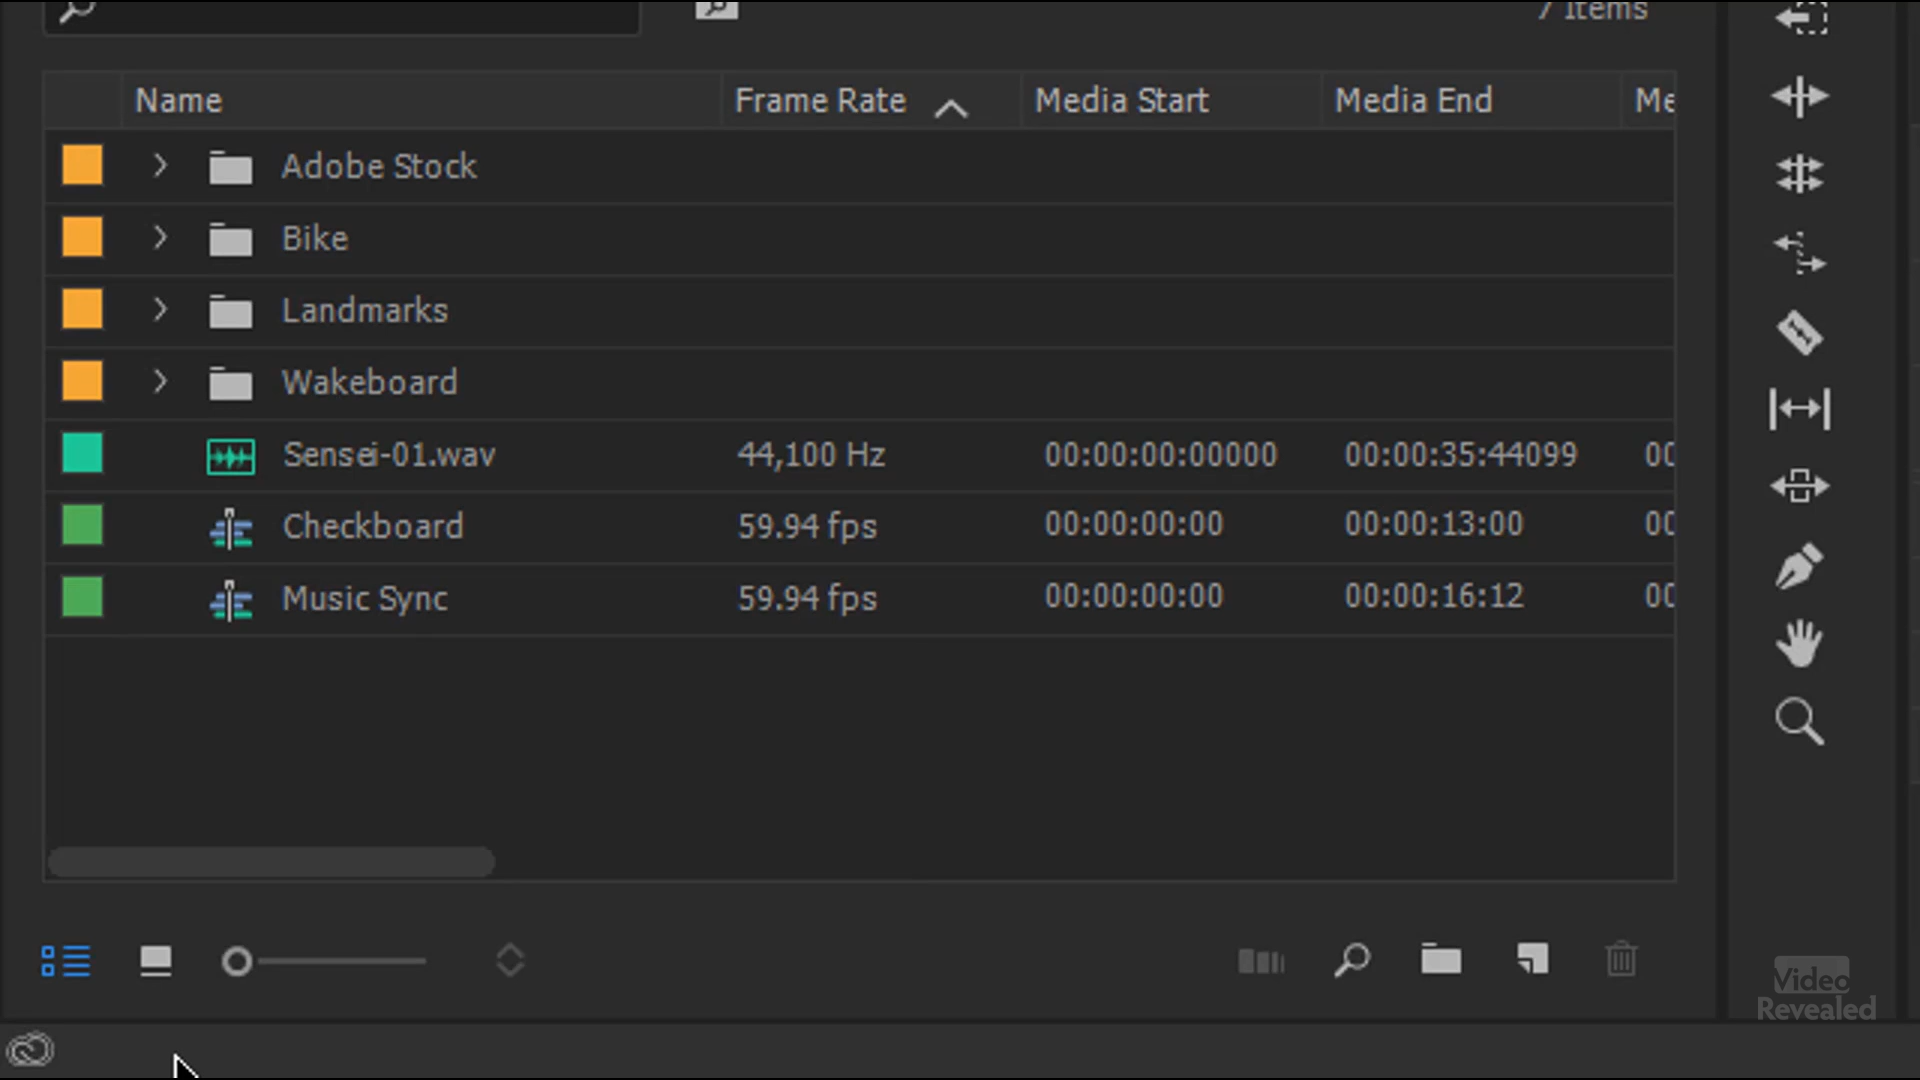 7 Items
Name Frame Rate Media Start Media End Me
Adobe Stock
Bike
Landmarks
Wakeboard
Sensei-01.wav 44,100 Hz 00:00:00:00000 00:00:35:44099 00
Checkboard 59.94 fps 00:00:00:00 00:00:13:00 00
Music Sync 59.94 fps 00:00:00:00 00:00:16:12 00
Video
Revealed